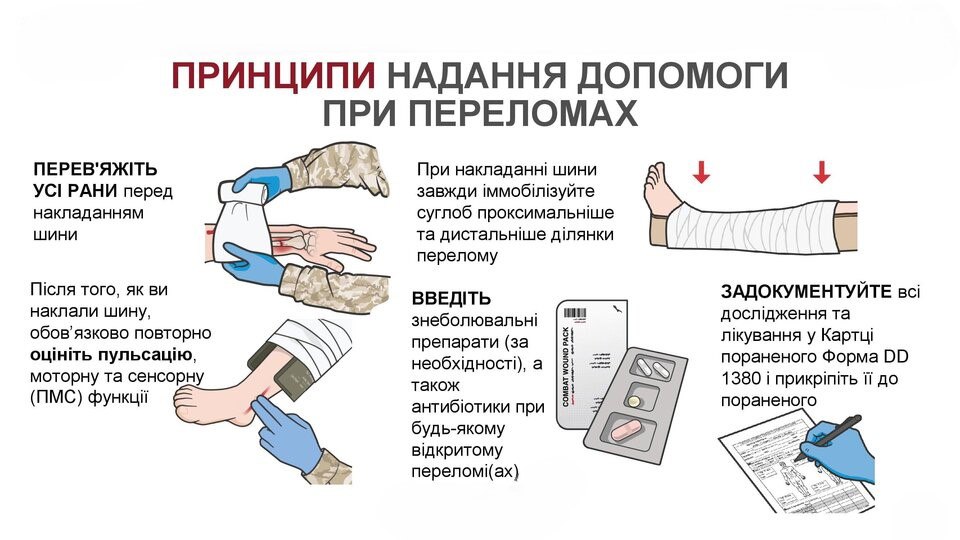 ПРИНЦИПИ НАДАННЯ ДОПОМОГИ
ПРИ ПЕРЕЛОМАХ
ПЕРЕВ'ЯЖІТЬ
УСІ РАНИ перед
накладанням
шини
При накладанні шини
завжди іммобілізуйте
суглоб проксимальніше
та дистальніше ділянки
перелому
Після того, як ви
наклали шину,
обов’язково повторно
оцініть пульсацію,
моторну та сенсорну
(ПМС) функції
ВВЕДІТЬ
знеболювальні
препарати (за
необхідності), а
також
антибіотики при
будь-якому
відкритому
переломі(ах)
COMBAT WOUND PACK
ЗАДОКУМЕНТУЙТЕ всі
дослідження та
лікування у Картці
пораненого Форма DD
1380 і прикріпіть її до
пораненого